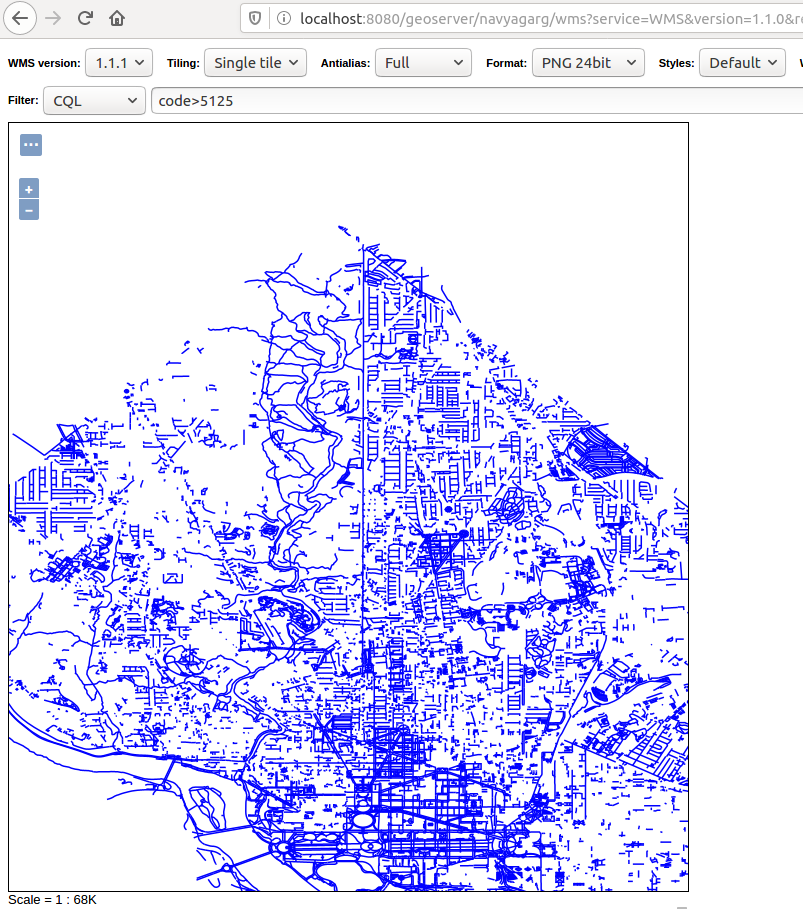 localhost:8080/geoserver/navyagarg/wms?service=WMS&version=1.1.0&re
WMS version: 1.1.1 Tiling: Single tile Antialias: Full Format: PNG 24bit Styles: Default
Filter: CQL code>5125
...
+
−
Scale = 1 : 68K